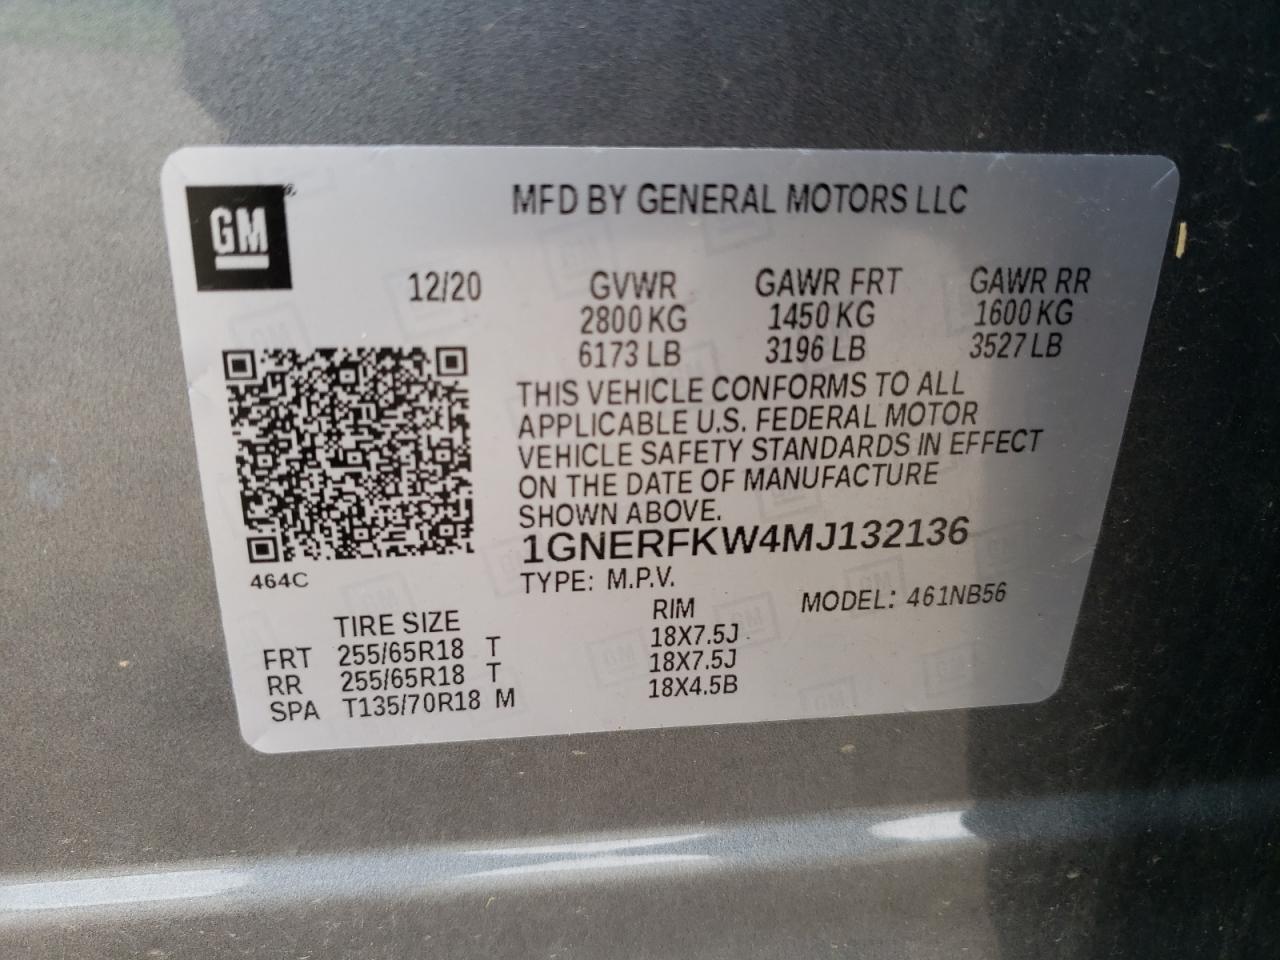 GM
MFD BY GENERAL MOTORS LLC
12/20 GVWR GAWR FRT GAWR RR
2800 KG 1450 KG 1600 KG
6173 LB 3196 LB 3527 LB
THIS VEHICLE CONFORMS TO ALL
APPLICABLE U.S. FEDERAL MOTOR
VEHICLE SAFETY STANDARDS IN EFFECT
ON THE DATE OF MANUFACTURE
SHOWN ABOVE.
1GNERFKW4MJ132136
464C
TYPE: M.P.V. MODEL: 461NB56
TIRE SIZE RIM
FRT 255/65R18 T 18X7.5J
RR 255/65R18 T 18X7.5J
SPA T135/70R18 M 18X4.5B